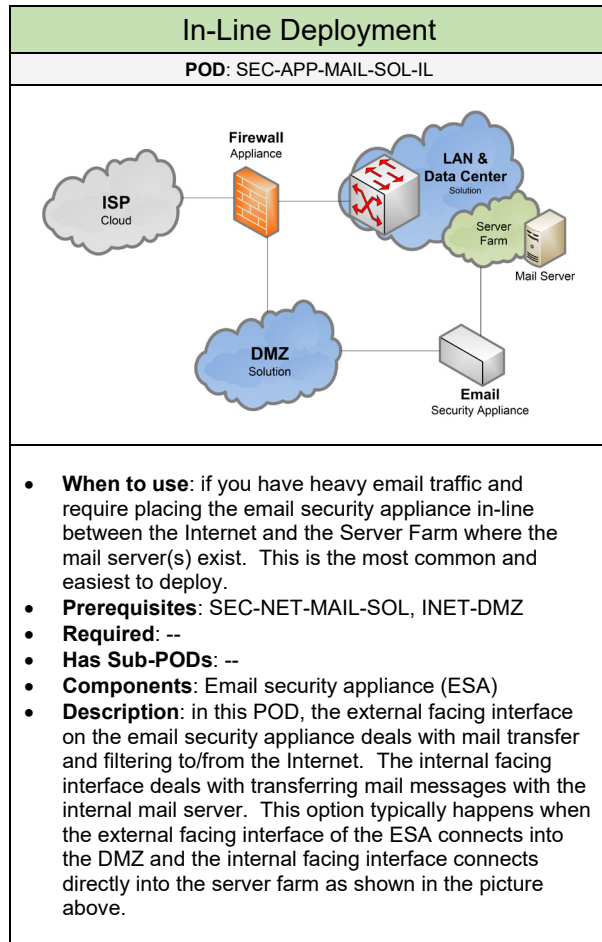 In-Line Deployment
POD: SEC-APP-MAIL-SOL-IL
Firewall
Appliance
LAN &
Data Center
Solution
ISP
Cloud
Server
Farm
Mail Server
DMZ
Solution
Email
Security Appliance
• When to use: if you have heavy email traffic and
require placing the email security appliance in-line
between the Internet and the Server Farm where the
mail server(s) exist. This is the most common and
easiest to deploy.
• Prerequisites: SEC-NET-MAIL-SOL, INET-DMZ
• Required: --
• Has Sub-PODs: --
• Components: Email security appliance (ESA)
• Description: in this POD, the external facing interface
on the email security appliance deals with mail transfer
and filtering to/from the Internet. The internal facing
interface deals with transferring mail messages with the
internal mail server. This option typically happens when
the external facing interface of the ESA connects into
the DMZ and the internal facing interface connects
directly into the server farm as shown in the picture
above.